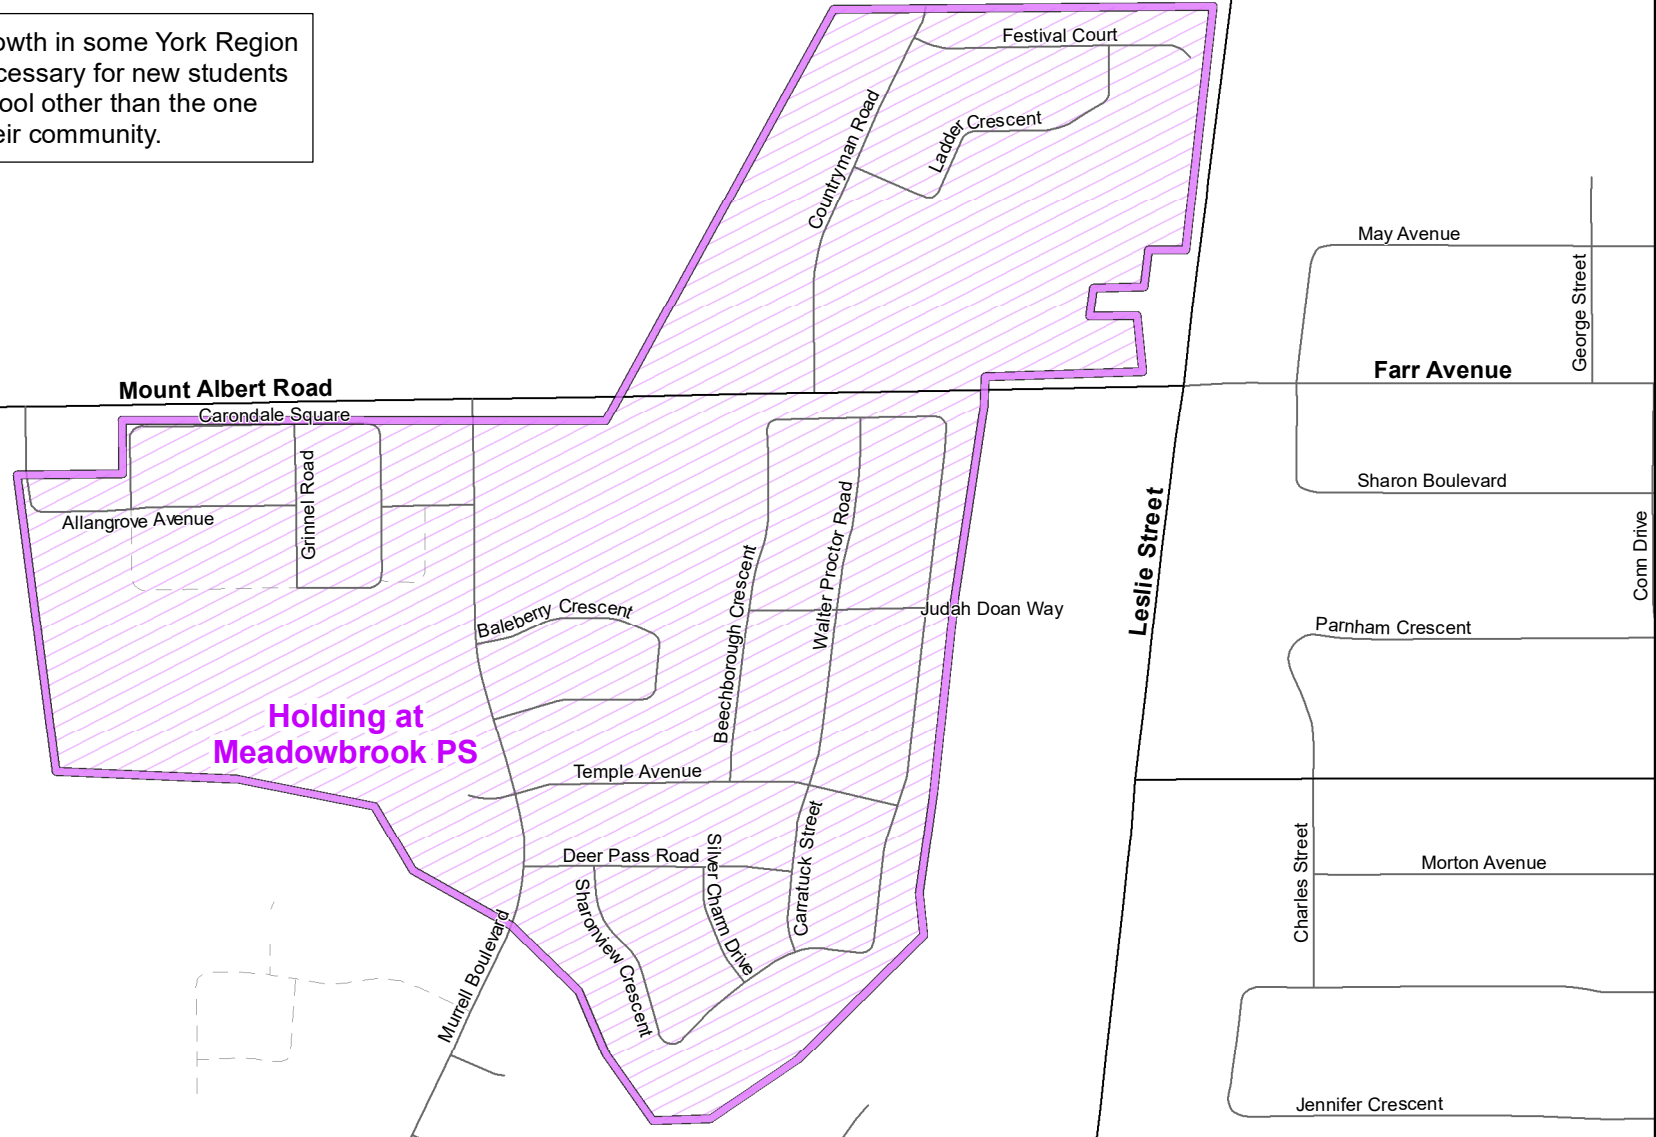 owth in some York Region
cessary for new students
ool other than the one
eir community.
Festival Court
Countryman Road
Ladder Crescent
May Avenue
George Street
Mount Albert Road
Farr Avenue
Carondale Square
Grinnel Road
Allangrove Avenue
Sharon Boulevard
Conn Drive
Leslie Street
Walter Proctor Road
Beechborough Crescent
Baleberry Crescent
Judah Doan Way
Parnham Crescent
Holding at
Meadowbrook PS
Temple Avenue
Carratuck Street
Deer Pass Road
Silver Charm Drive
Sharonview Crescent
Murrell Boulevard
Charles Street
Morton Avenue
Jennifer Crescent